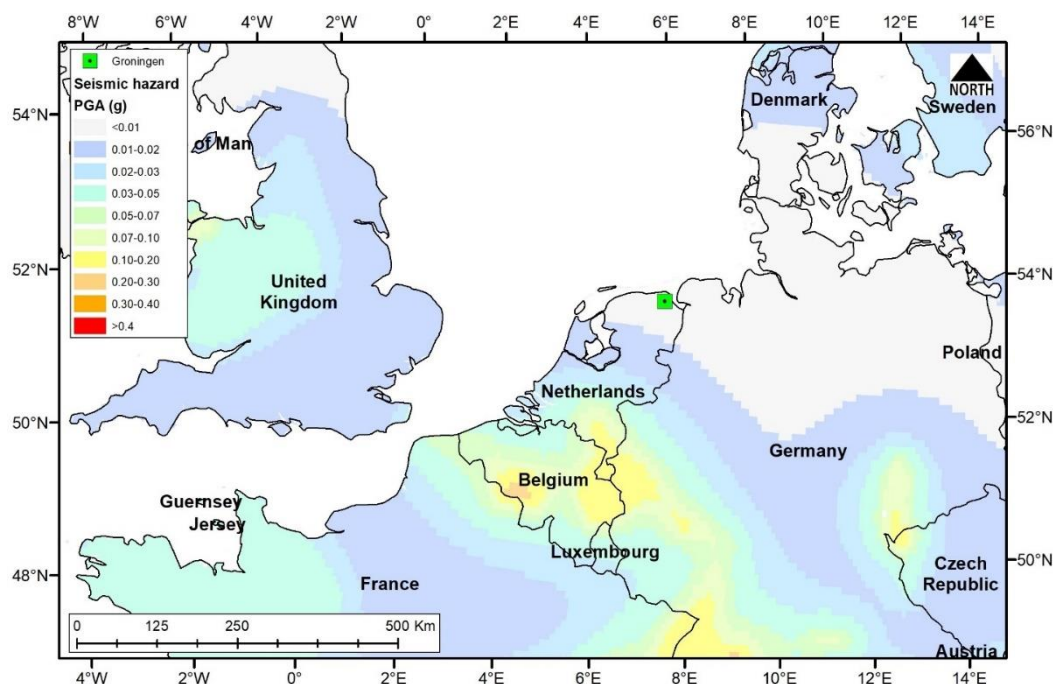 8°W 6°W 4°W 2°W 0° 2°E 4°E 6°E 8°E 10°E 12°E 14°E
Groningen
Seismic hazard
PGA (g)
<0.01
0.01-0.02
0.02-0.03
0.03-0.05
0.05-0.07
0.07-0.10
0.10-0.20
0.20-0.30
0.30-0.40
>0.4
NORTH
Denmark
Sweden
54°N
56°N
of Man
52°N
54°N
United
Kingdom
Poland
Netherlands
50°N
52°N
Germany
Belgium
Guernsey
Jersey
Luxembourg
50°N
48°N
France
Czech
Republic
0 125 250 500 Km
Austria
4°W 2°W 0° 2°E 4°E 6°E 8°E 10°E 12°E 14°E